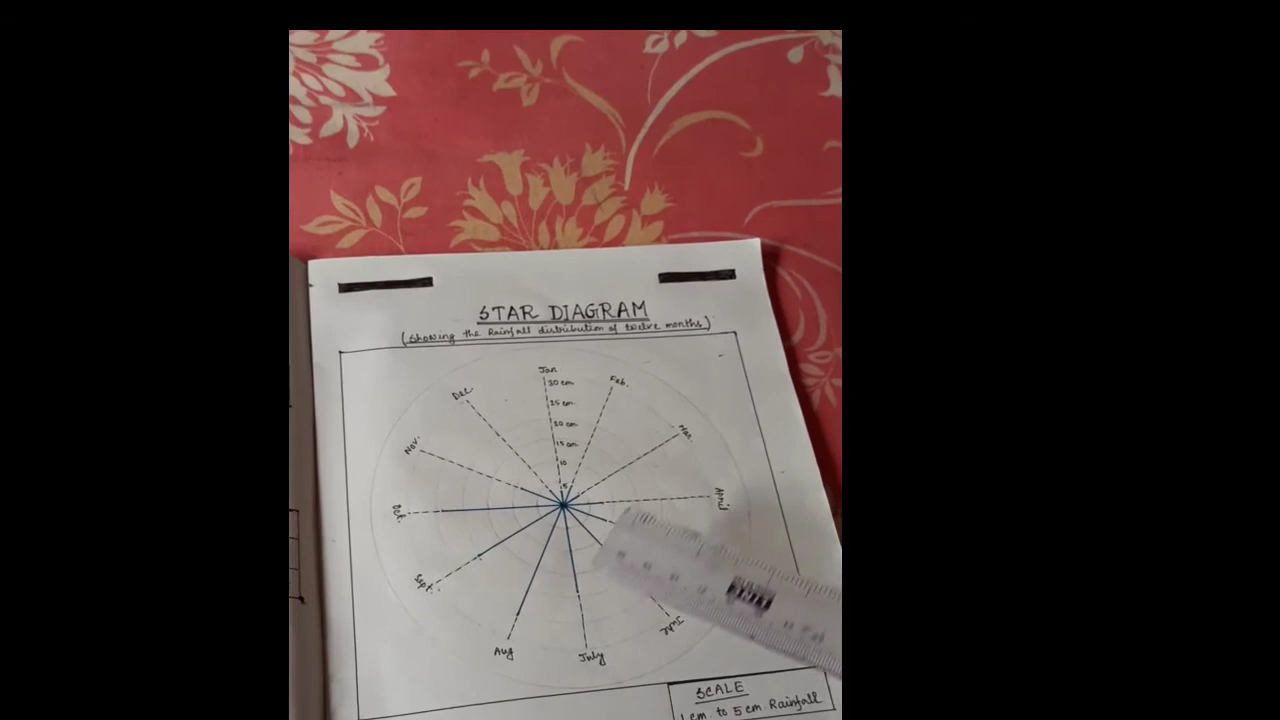 STAR DIAGRAM
(Showing the Rainfall distribution of twelve months)
Jan
30 cm
25 cm.
20 cm
15 cm
10
5
Feb.
Mar.
April
June
July
Aug
Sept.
Oct.
Nov.
Dec.
SCALE
1 cm. to 5 cm. Rainfall